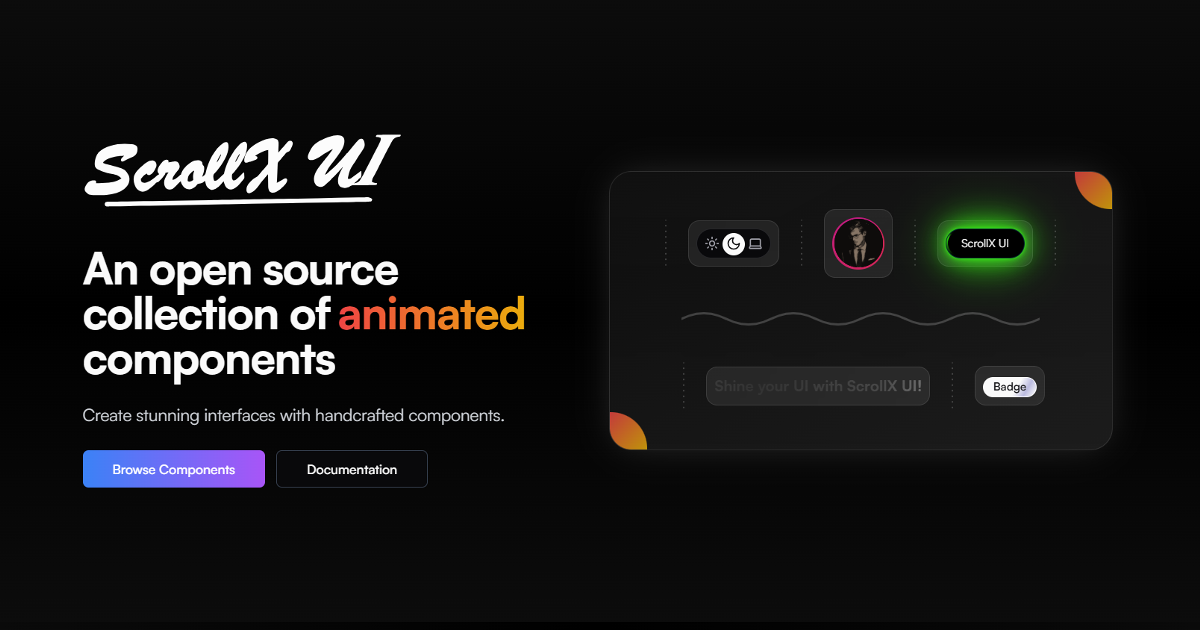 ScrollX UI
An open source
collection of animated
components
Create stunning interfaces with handcrafted components.
Browse Components
Documentation
ScrollX UI
Shine your UI with ScrollX UI!
Badge